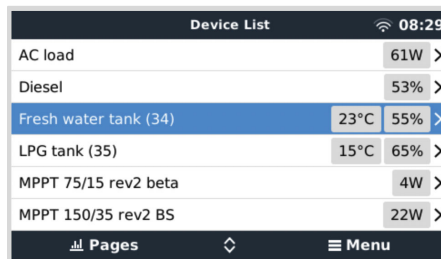 Device List 08:29
AC load 61W
Diesel 53%
Fresh water tank (34) 23°C 55%
LPG tank (35) 15°C 65%
MPPT 75/15 rev2 beta 4W
MPPT 150/35 rev2 BS 22W
Pages Menu